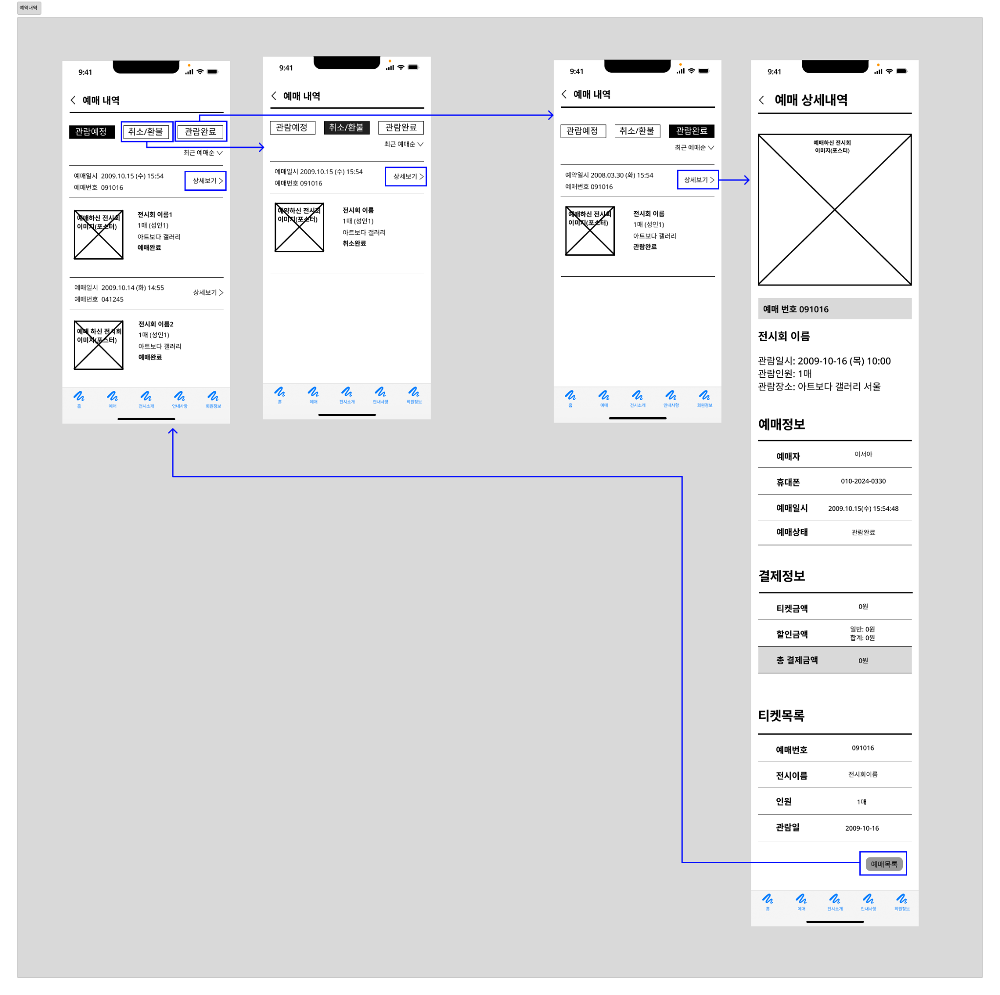 예약내역
9:41
예매 내역
관람예정 취소/환불 관람완료
최근 예매순
예매일시 2009.10.15 (수) 15:54
예매번호 091016
상세보기
예매하신 전시회
이미지(포스터)
전시회 이름1
1매 (성인1)
아트보다 갤러리
예매완료
예매일시 2009.10.14 (화) 14:55
예매번호 041245
상세보기
예매 하신 전시회
이미지(포스터)
전시회 이름2
1매 (성인1)
아트보다 갤러리
예매완료
홈 예매 전시소개 안내사항 회원정보
9:41
예매 내역
관람예정 취소/환불 관람완료
최근 예매순
예매일시 2009.10.15 (수) 15:54
예매번호 091016
상세보기
예약하신 전시회
이미지(포스터)
전시회 이름
1매 (성인1)
아트보다 갤러리
취소완료
홈 예매 전시소개 안내사항 회원정보
9:41
예매 내역
관람예정 취소/환불 관람완료
최근 예매순
예약일시 2008.03.30 (화) 15:54
예매번호 091016
상세보기
예매하신 전시회
이미지(포스터)
전시회 이름
1매 (성인1)
아트보다 갤러리
관람완료
홈 예매 전시소개 안내사항 회원정보
9:41
예매 상세내역
예매하신 전시회
이미지(포스터)
예매 번호 091016
전시회 이름
관람일시: 2009-10-16 (목) 10:00
관람인원: 1매
관람장소: 아트보다 갤러리 서울
예매정보
예매자 이서아
휴대폰 010-2024-0330
예매일시 2009.10.15(수) 15:54:48
예매상태 관람완료
결제정보
티켓금액 0원
할인금액 일반: 0원
합계: 0원
총 결제금액 0원
티켓목록
예매번호 091016
전시이름 전시회이름
인원 1매
관람일 2009-10-16
예매목록
홈 예매 전시소개 안내사항 회원정보